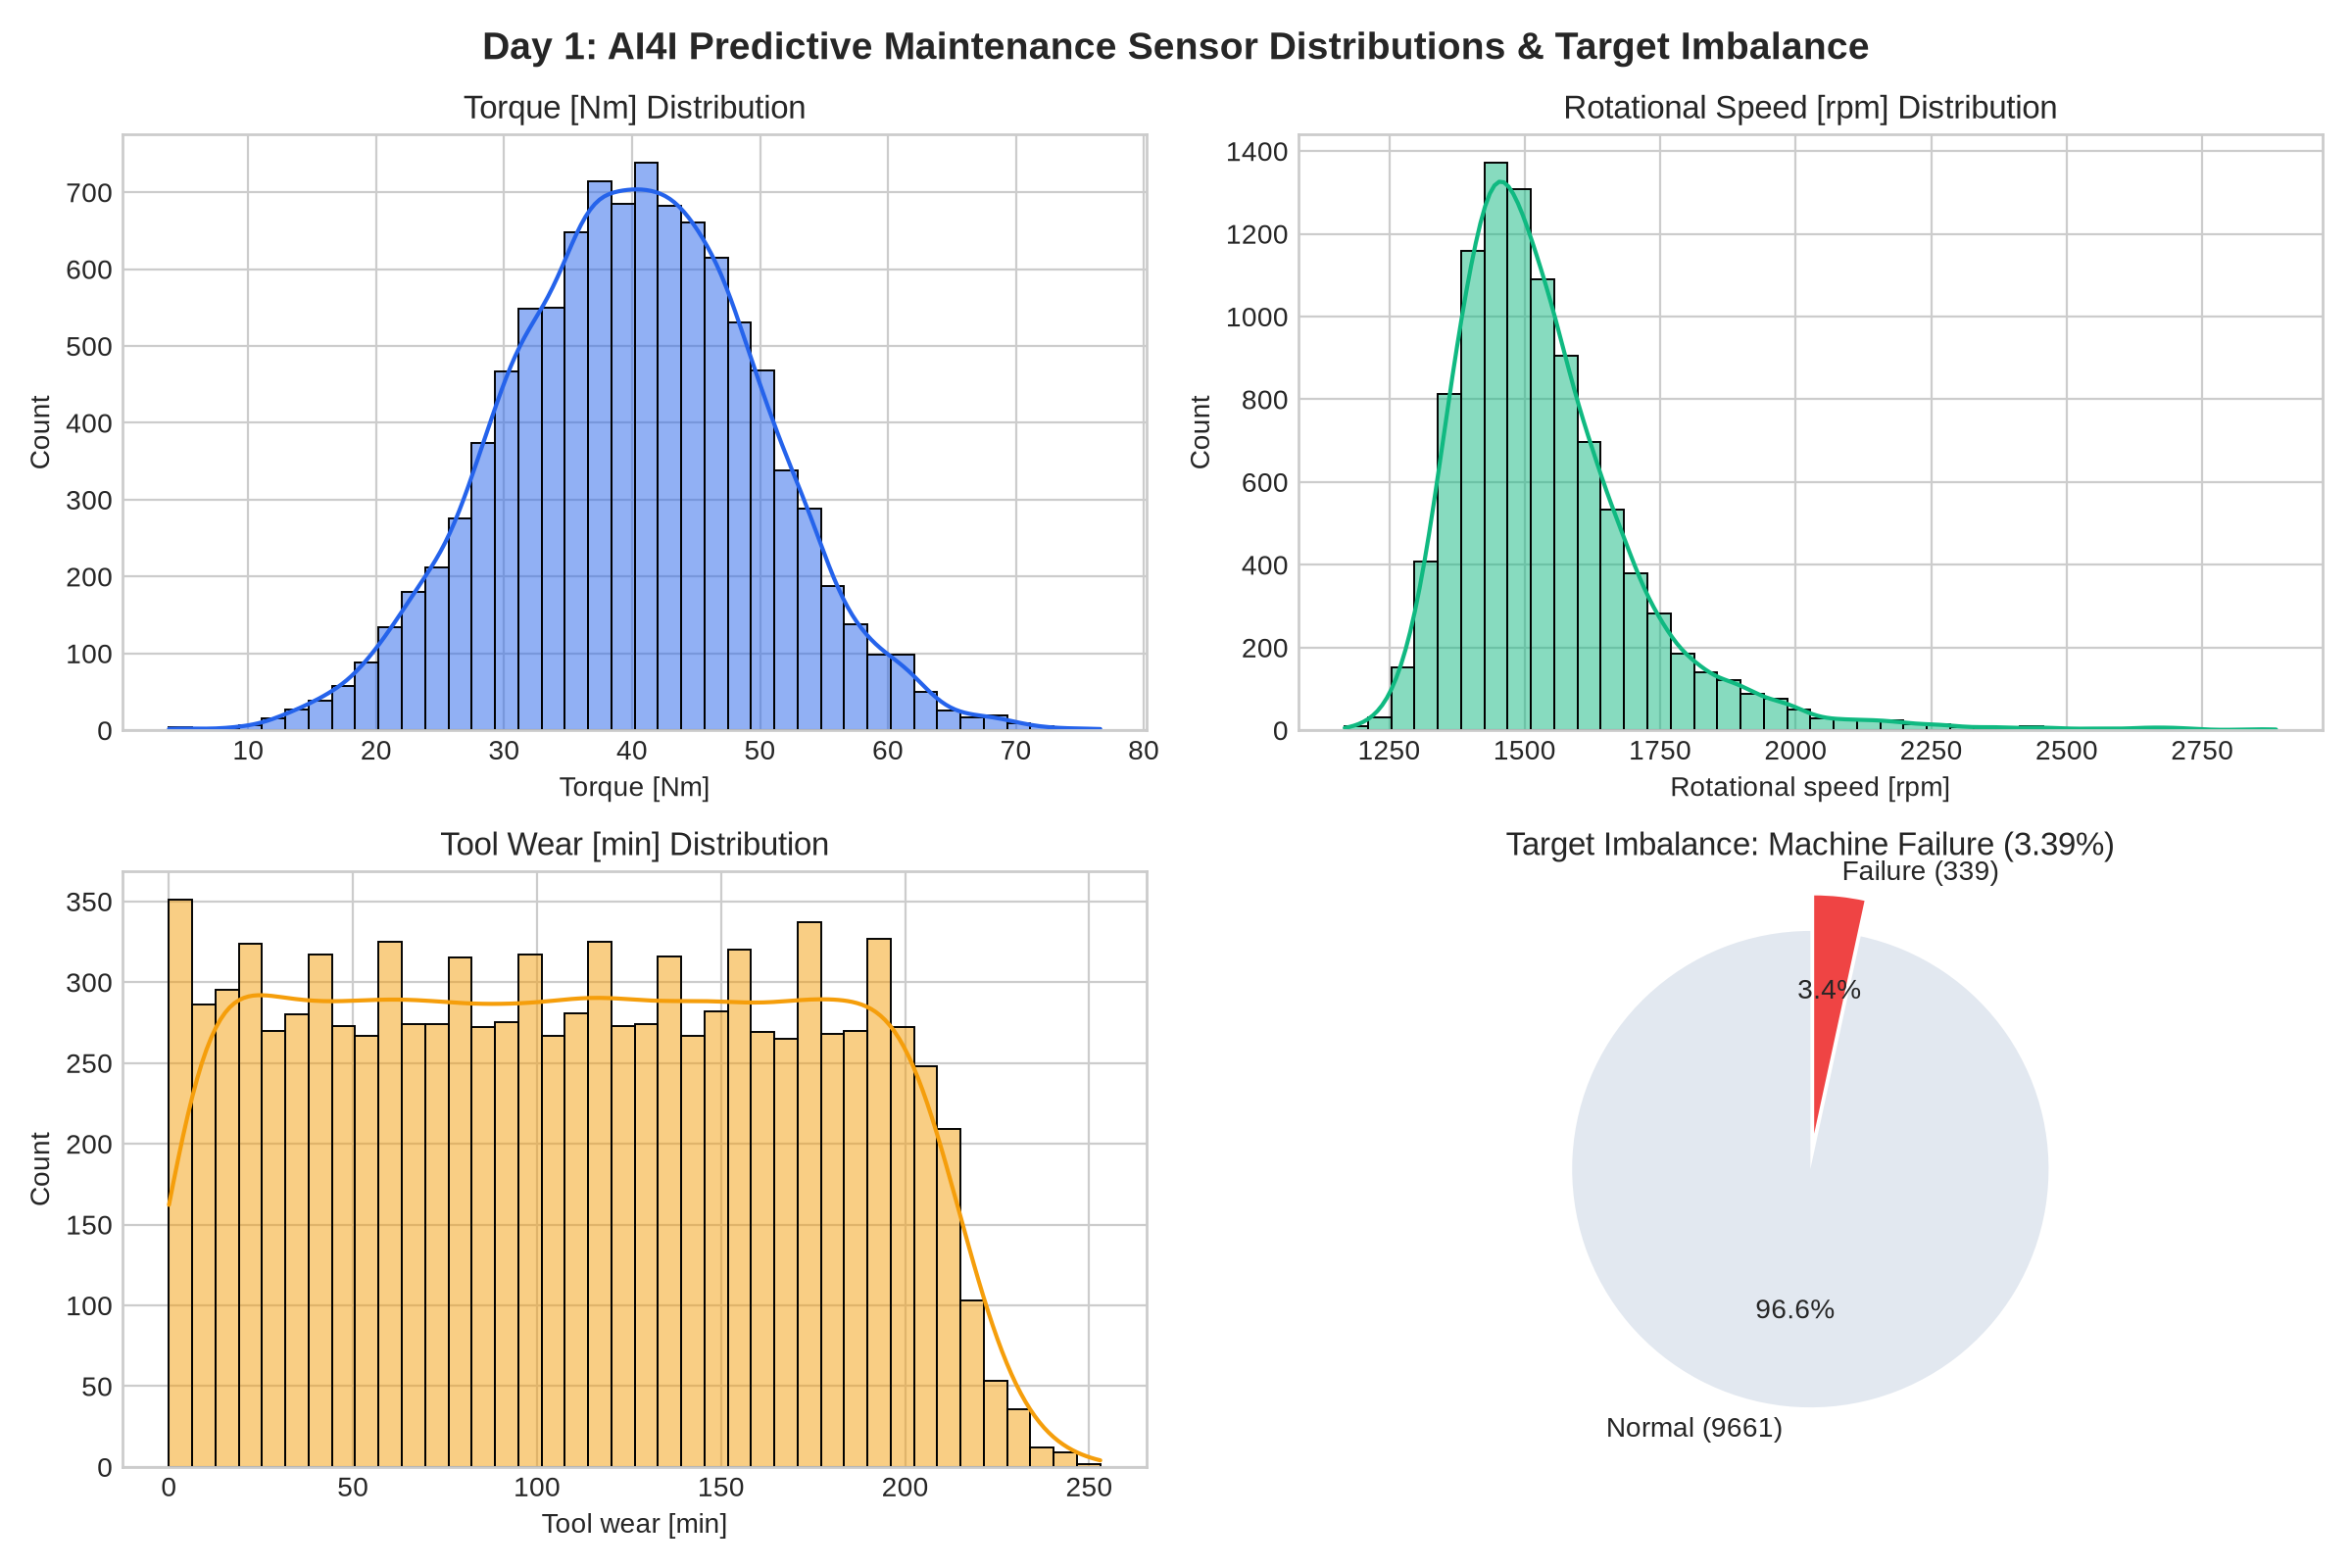 Day 1: AI4I Predictive Maintenance Sensor Distributions & Target Imbalance
Torque [Nm] Distribution
Count
700
600
500
400
300
200
100
0
10 20 30 40 50 60 70 80
Torque [Nm]
Rotational Speed [rpm] Distribution
Count
1400
1200
1000
800
600
400
200
0
1250 1500 1750 2000 2250 2500 2750
Rotational speed [rpm]
Tool Wear [min] Distribution
Count
350
300
250
200
150
100
50
0
0 50 100 150 200 250
Tool wear [min]
Target Imbalance: Machine Failure (3.39%)
Failure (339)
3.4%
96.6%
Normal (9661)